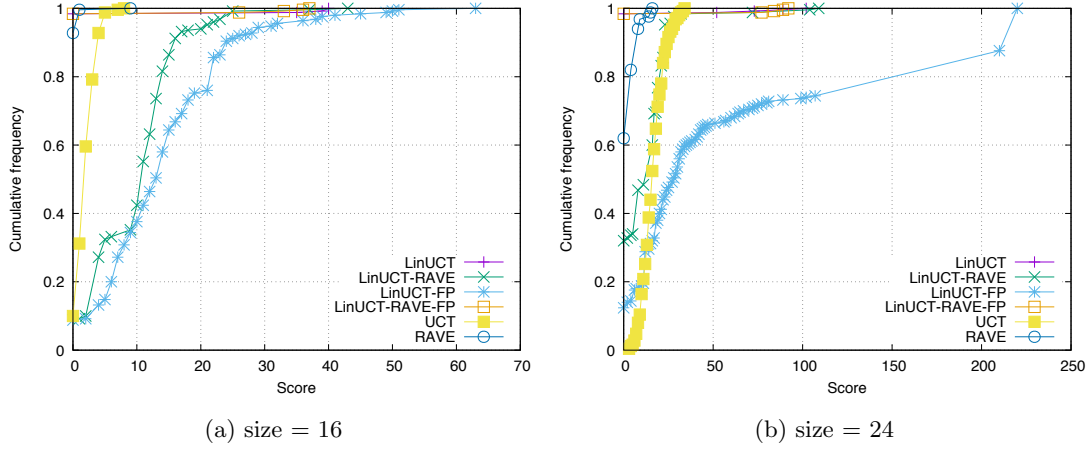 1
0.8
0.6
0.4
0.2
0
Cumulative frequency
LinUCT
LinUCT-RAVE
LinUCT-FP
LinUCT-RAVE-FP
UCT
RAVE
0 10 20 30 40 50 60 70
Score
(a) size = 16
1
0.8
0.6
0.4
0.2
0
Cumulative frequency
LinUCT
LinUCT-RAVE
LinUCT-FP
LinUCT-RAVE-FP
UCT
RAVE
0 50 100 150 200 250
Score
(b) size = 24